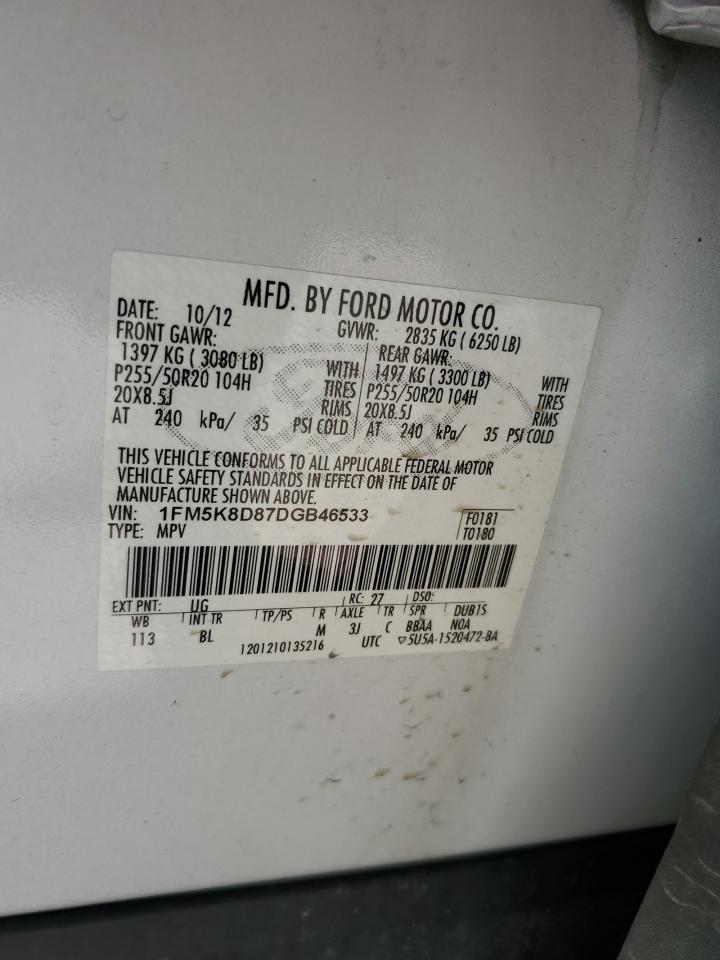 MFD. BY FORD MOTOR CO.
DATE: 10/12 GVWR: 2835 KG ( 6250 LB)
FRONT GAWR: REAR GAWR:
1397 KG ( 3080 LB) WITH 1497 KG ( 3300 LB) WITH
P255/50R20 104H TIRES P255/50R20 104H TIRES
20X8.5J RIMS 20X8.5J RIMS
AT 240 kPa/ 35 PSI COLD AT 240 kPa/ 35 PSI COLD
THIS VEHICLE CONFORMS TO ALL APPLICABLE FEDERAL MOTOR
VEHICLE SAFETY STANDARDS IN EFFECT ON THE DATE OF
MANUFACTURE SHOWN ABOVE.
VIN: 1FM5K8D87DGB46533 F0181
TYPE: MPV T0180
EXT PNT: UG RC: 27 DSO:
WB INT TR TP/PS R AXLE TR SPR DUB1S
113 BL M 3J C BBAA NOA
1201210135216 UTC ▽5U5A-1520472-BA